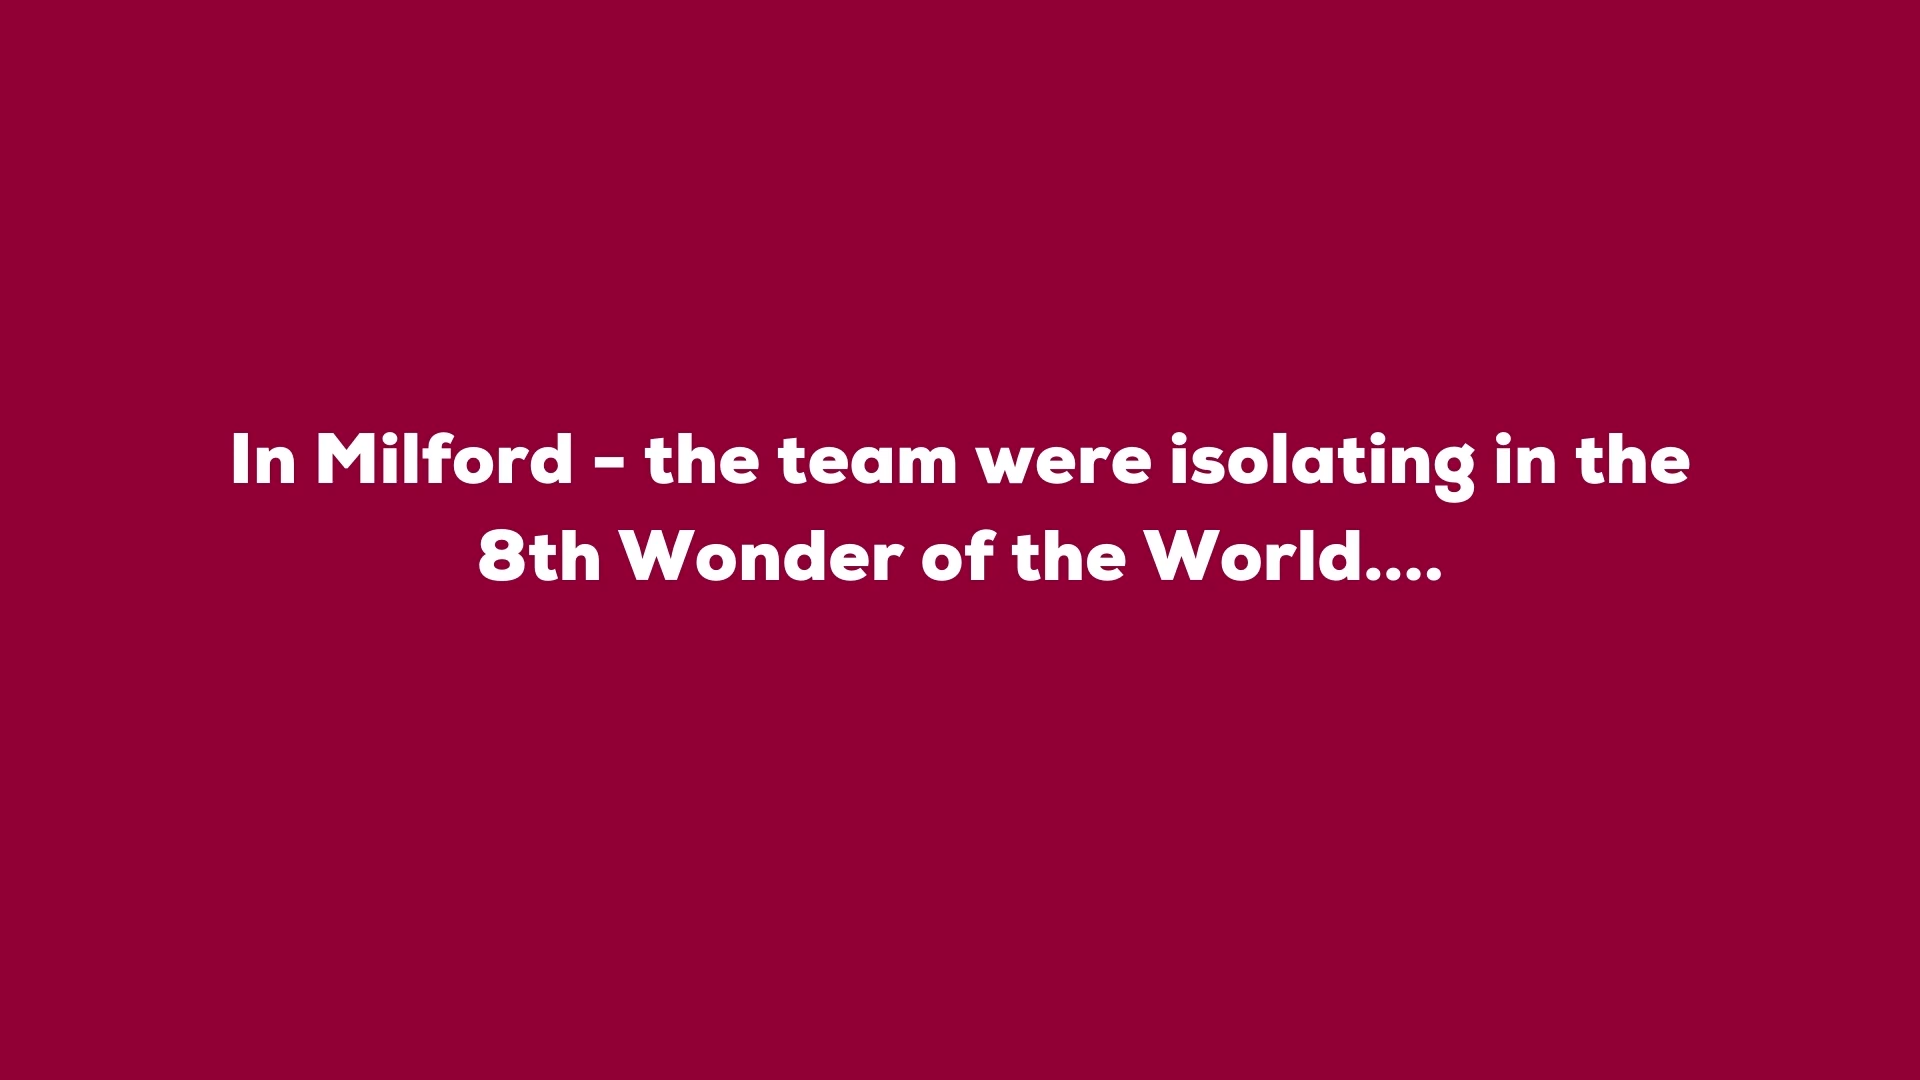 In Milford - the team were isolating in the
8th Wonder of the World....